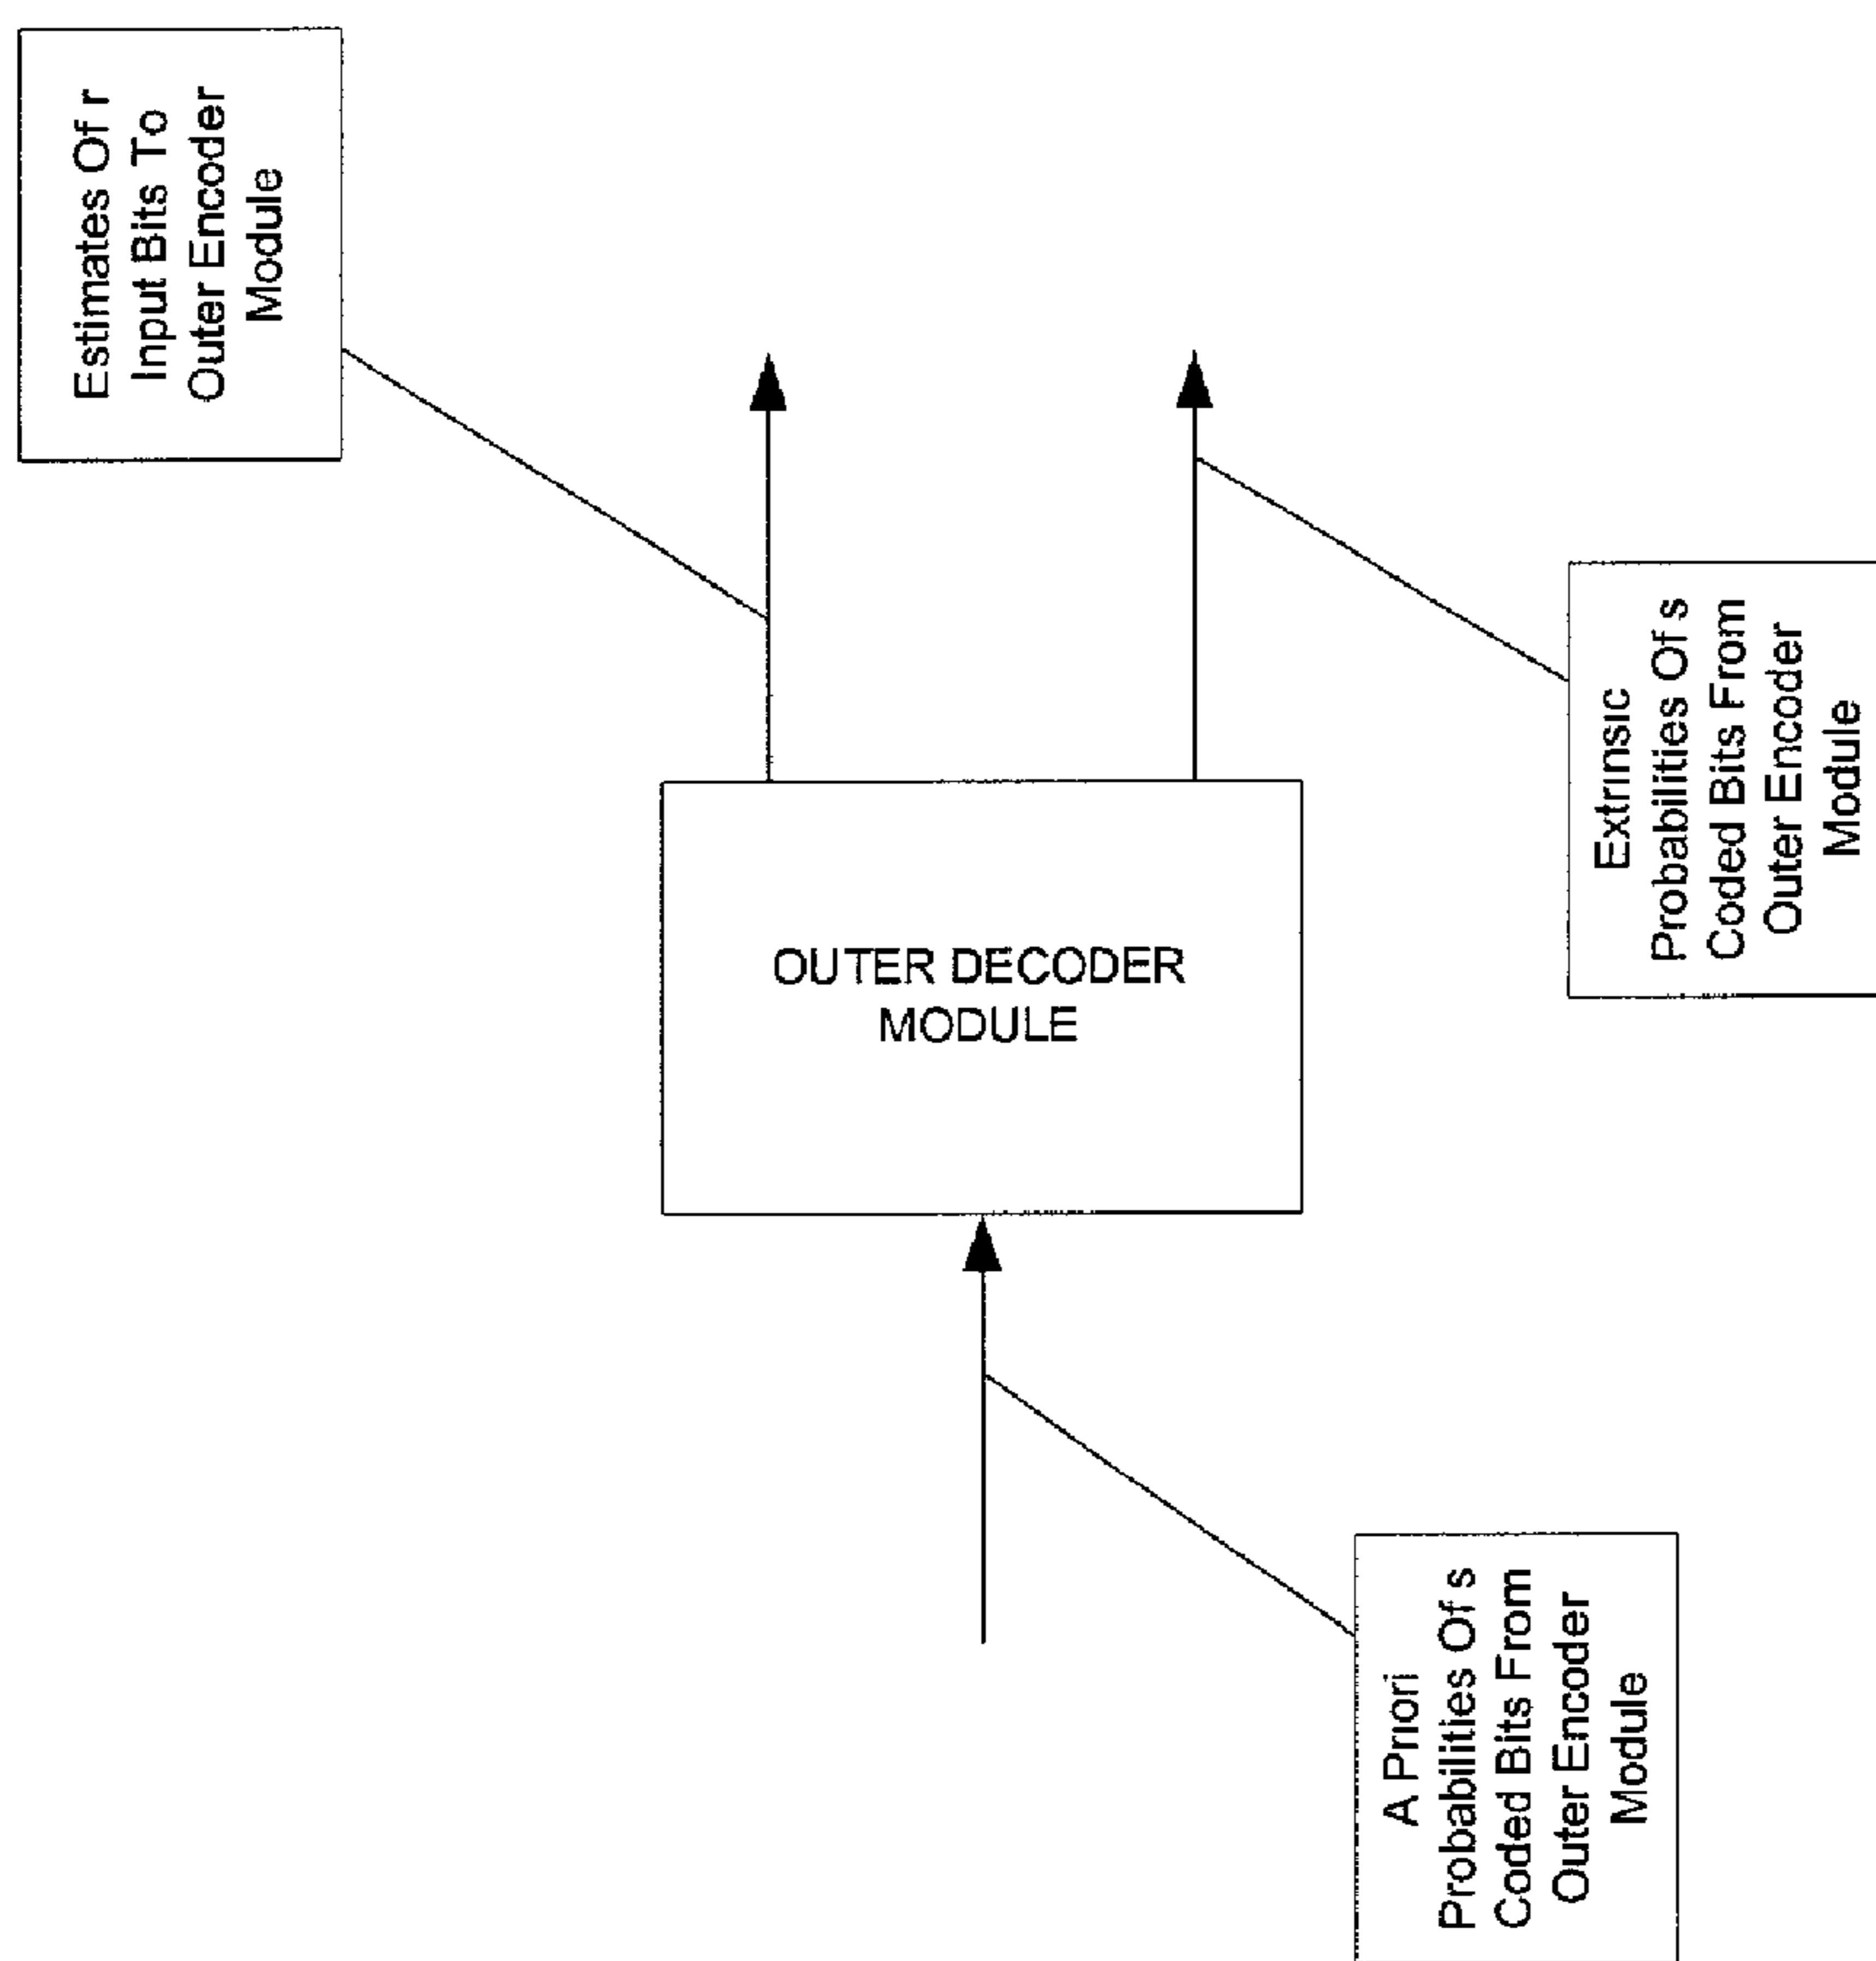 Estimates Of r
Input Bits To
Outer Encoder
Module
OUTER DECODER
MODULE
Extrinsic
Probabilities Of s
Coded Bits From
Outer Encoder
Module
A Priori
Probabilities Of s
Coded Bits From
Outer Encoder
Module